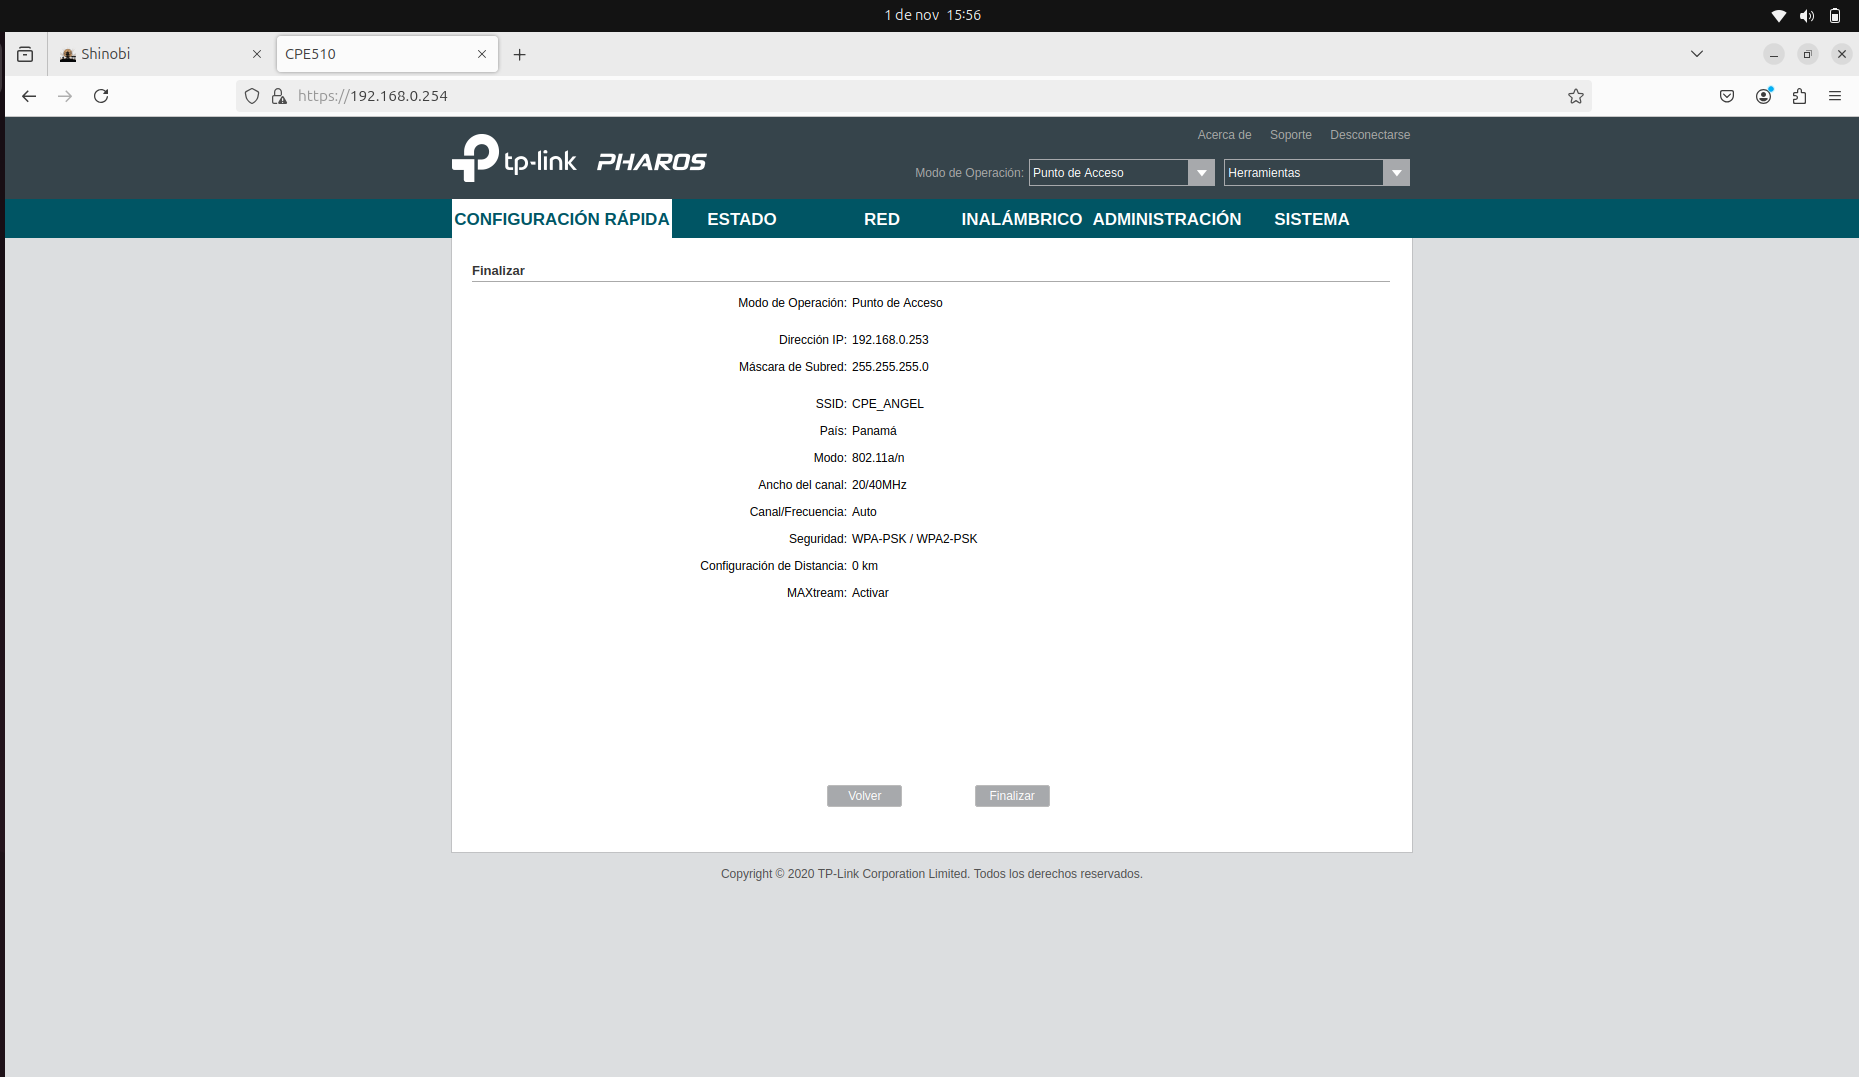 1 de nov 15:56
Shinobi
CPE510
https://192.168.0.254
Acerca de Soporte Desconectarse
tp-link PHAROS
Modo de Operación: Punto de Acceso Herramientas
CONFIGURACIÓN RÁPIDA ESTADO RED INALÁMBRICO ADMINISTRACIÓN SISTEMA
Finalizar
Modo de Operación: Punto de Acceso
Dirección IP: 192.168.0.253
Máscara de Subred: 255.255.255.0
SSID: CPE_ANGEL
País: Panamá
Modo: 802.11a/n
Ancho del canal: 20/40MHz
Canal/Frecuencia: Auto
Seguridad: WPA-PSK / WPA2-PSK
Configuración de Distancia: 0 km
MAXtream: Activar
Volver Finalizar
Copyright © 2020 TP-Link Corporation Limited. Todos los derechos reservados.